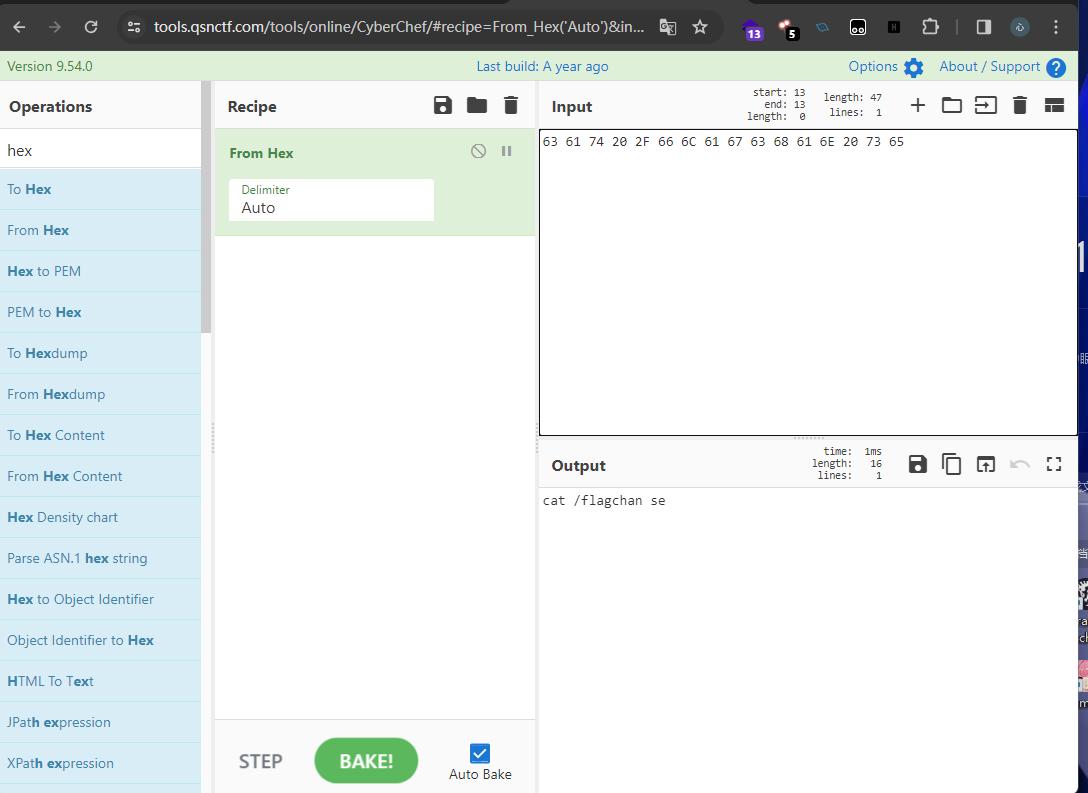 tools.qsnctf.com/tools/online/CyberChef/#recipe=From_Hex('Auto')&in...
13
5
Version 9.54.0
Last build: A year ago
Options
About / Support
Operations
hex
To Hex
From Hex
Hex to PEM
PEM to Hex
To Hexdump
From Hexdump
To Hex Content
From Hex Content
Hex Density chart
Parse ASN.1 hex string
Hex to Object Identifier
Object Identifier to Hex
HTML To Text
JPath expression
XPath expression
Recipe
From Hex
Delimiter
Auto
STEP
BAKE!
Auto Bake
Input
start: 13
end: 13
length: 0
length: 47
lines: 1
63 61 74 20 2F 66 6C 61 67 63 68 61 6E 20 73 65
Output
time: 1ms
length: 16
lines: 1
cat /flagchan se